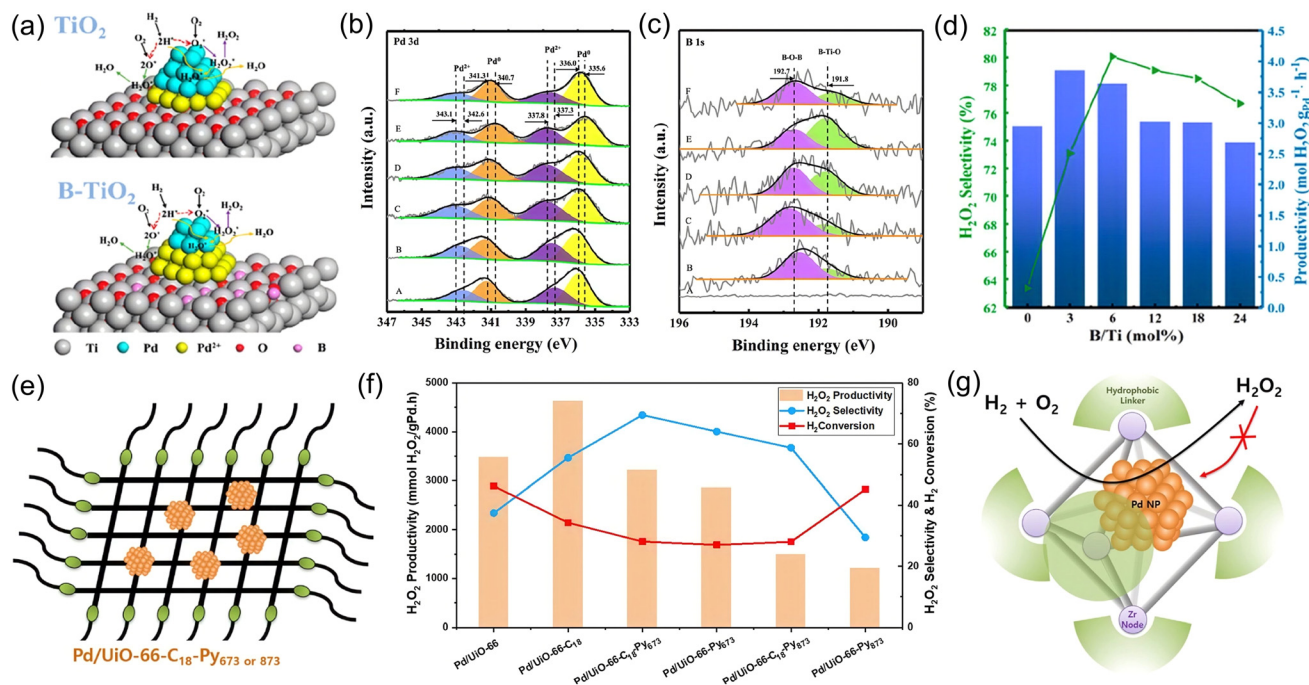 (a)
TiO2
H2
O2
2H*
O2*
H2O2
O2
2O*
H2O2*
H2O
H2O*
H2O*
H2O
B-TiO2
H2
O2
2H*
O2*
H2O2
O2
2O*
H2O2*
H2O
H2O*
H2O
Ti Pd Pd2+ O B
(b)
Pd 3d
Pd2+ Pd0 Pd2+ Pd0
341.3 340.7 336.0 335.6
F
343.1 342.6 337.8 337.3
E
D
C
B
A
Intensity (a.u.)
347 345 343 341 339 337 335 333
Binding energy (eV)
(c)
B 1s
B-O-B B-Ti-O
192.7 191.8
F
E
D
C
B
A
Intensity (a.u.)
196 194 192 190
Binding energy (eV)
(d)
H2O2 Selectivity (%)
82
80
78
76
74
72
70
68
66
64
62
4.5
4.0
3.5
3.0
2.5
2.0
1.5
1.0
0.5
0.0
Productivity (mol H2O2 gPd-1 h-1)
0 3 6 12 18 24
B/Ti (mol%)
(e)
Pd/UiO-66-C18-Py673 or 873
(f)
H2O2 Productivity (mmol H2O2/gPd.h)
5000
4000
3000
2000
1000
0
H2O2 Productivity
H2O2 Selectivity
H2Conversion
80
60
40
20
0
H2O2 Selectivity & H2 Conversion (%)
Pd/UiO-66
Pd/UiO-66-C18
Pd/UiO-66-C18-Py673
Pd/UiO-66-Py673
Pd/UiO-66-C18-Py873
Pd/UiO-66-Py873
(g)
Hydrophobic
Linker
H2 + O2
H2O2
Pd NP
Zr
Node